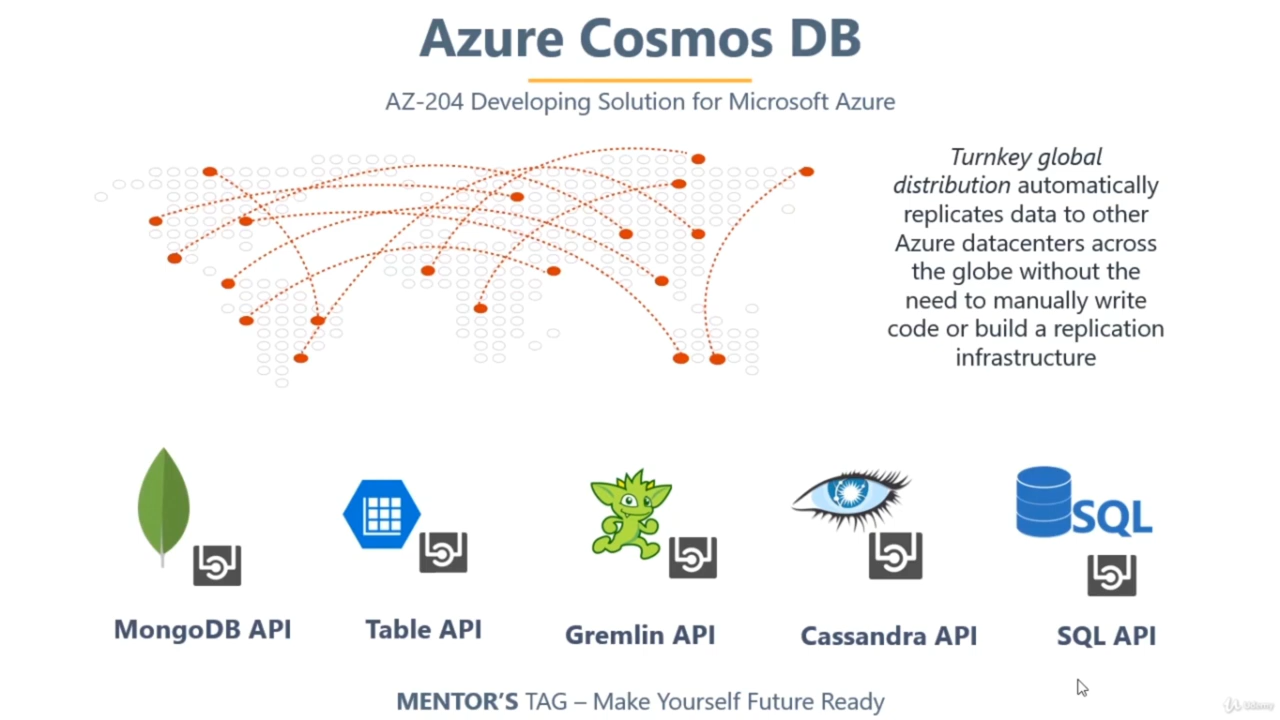 Azure Cosmos DB
AZ-204 Developing Solution for Microsoft Azure
Turnkey global
distribution automatically
replicates data to other
Azure datacenters across
the globe without the
need to manually write
code or build a replication
infrastructure
SQL
MongoDB API
Table API
Gremlin API
Cassandra API
SQL API
MENTOR'S TAG – Make Yourself Future Ready
Udemy